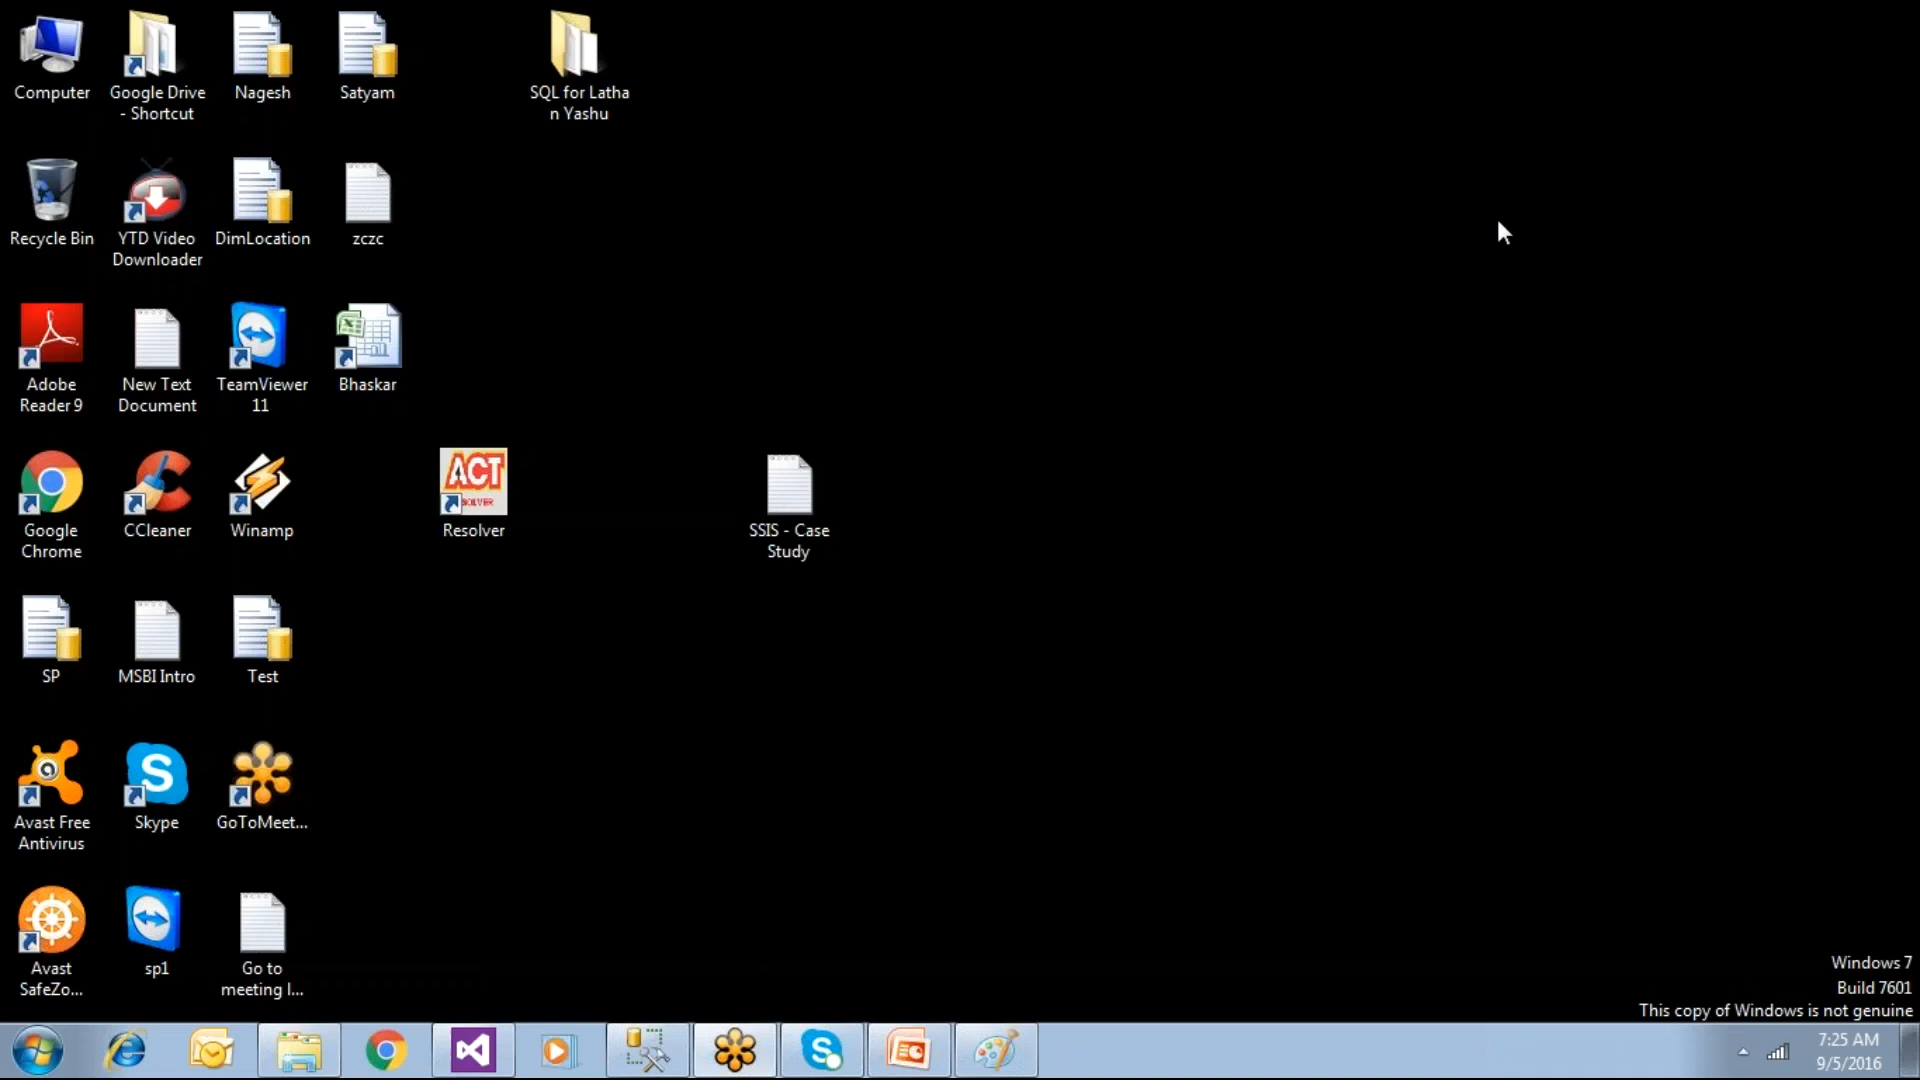 Computer
Google Drive
- Shortcut
Nagesh
Satyam
SQL for Latha
n Yashu
Recycle Bin
YTD Video
Downloader
DimLocation
zczc
Adobe
Reader 9
New Text
Document
TeamViewer
11
Bhaskar
Google
Chrome
CCleaner
Winamp
ACT
SOLVER
Resolver
SSIS - Case
Study
SP
MSBI Intro
Test
Avast Free
Antivirus
Skype
GoToMeet...
Avast
SafeZo...
sp1
Go to
meeting I...
Windows 7
Build 7601
This copy of Windows is not genuine
7:25 AM
9/5/2016